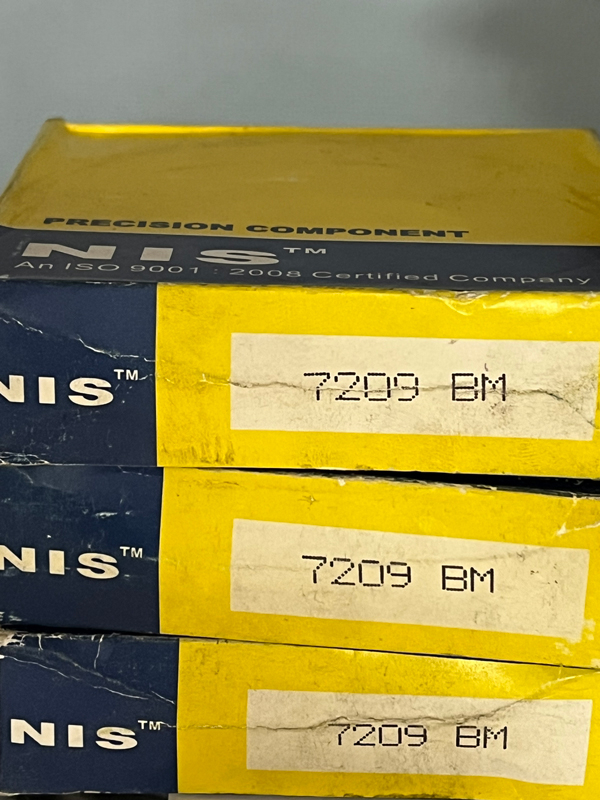 PRECISION COMPONENT
NIS™
An ISO 9001 : 2008 Certified Company
NIS™
7209 BM
NIS™
7209 BM
NIS™
7209 BM